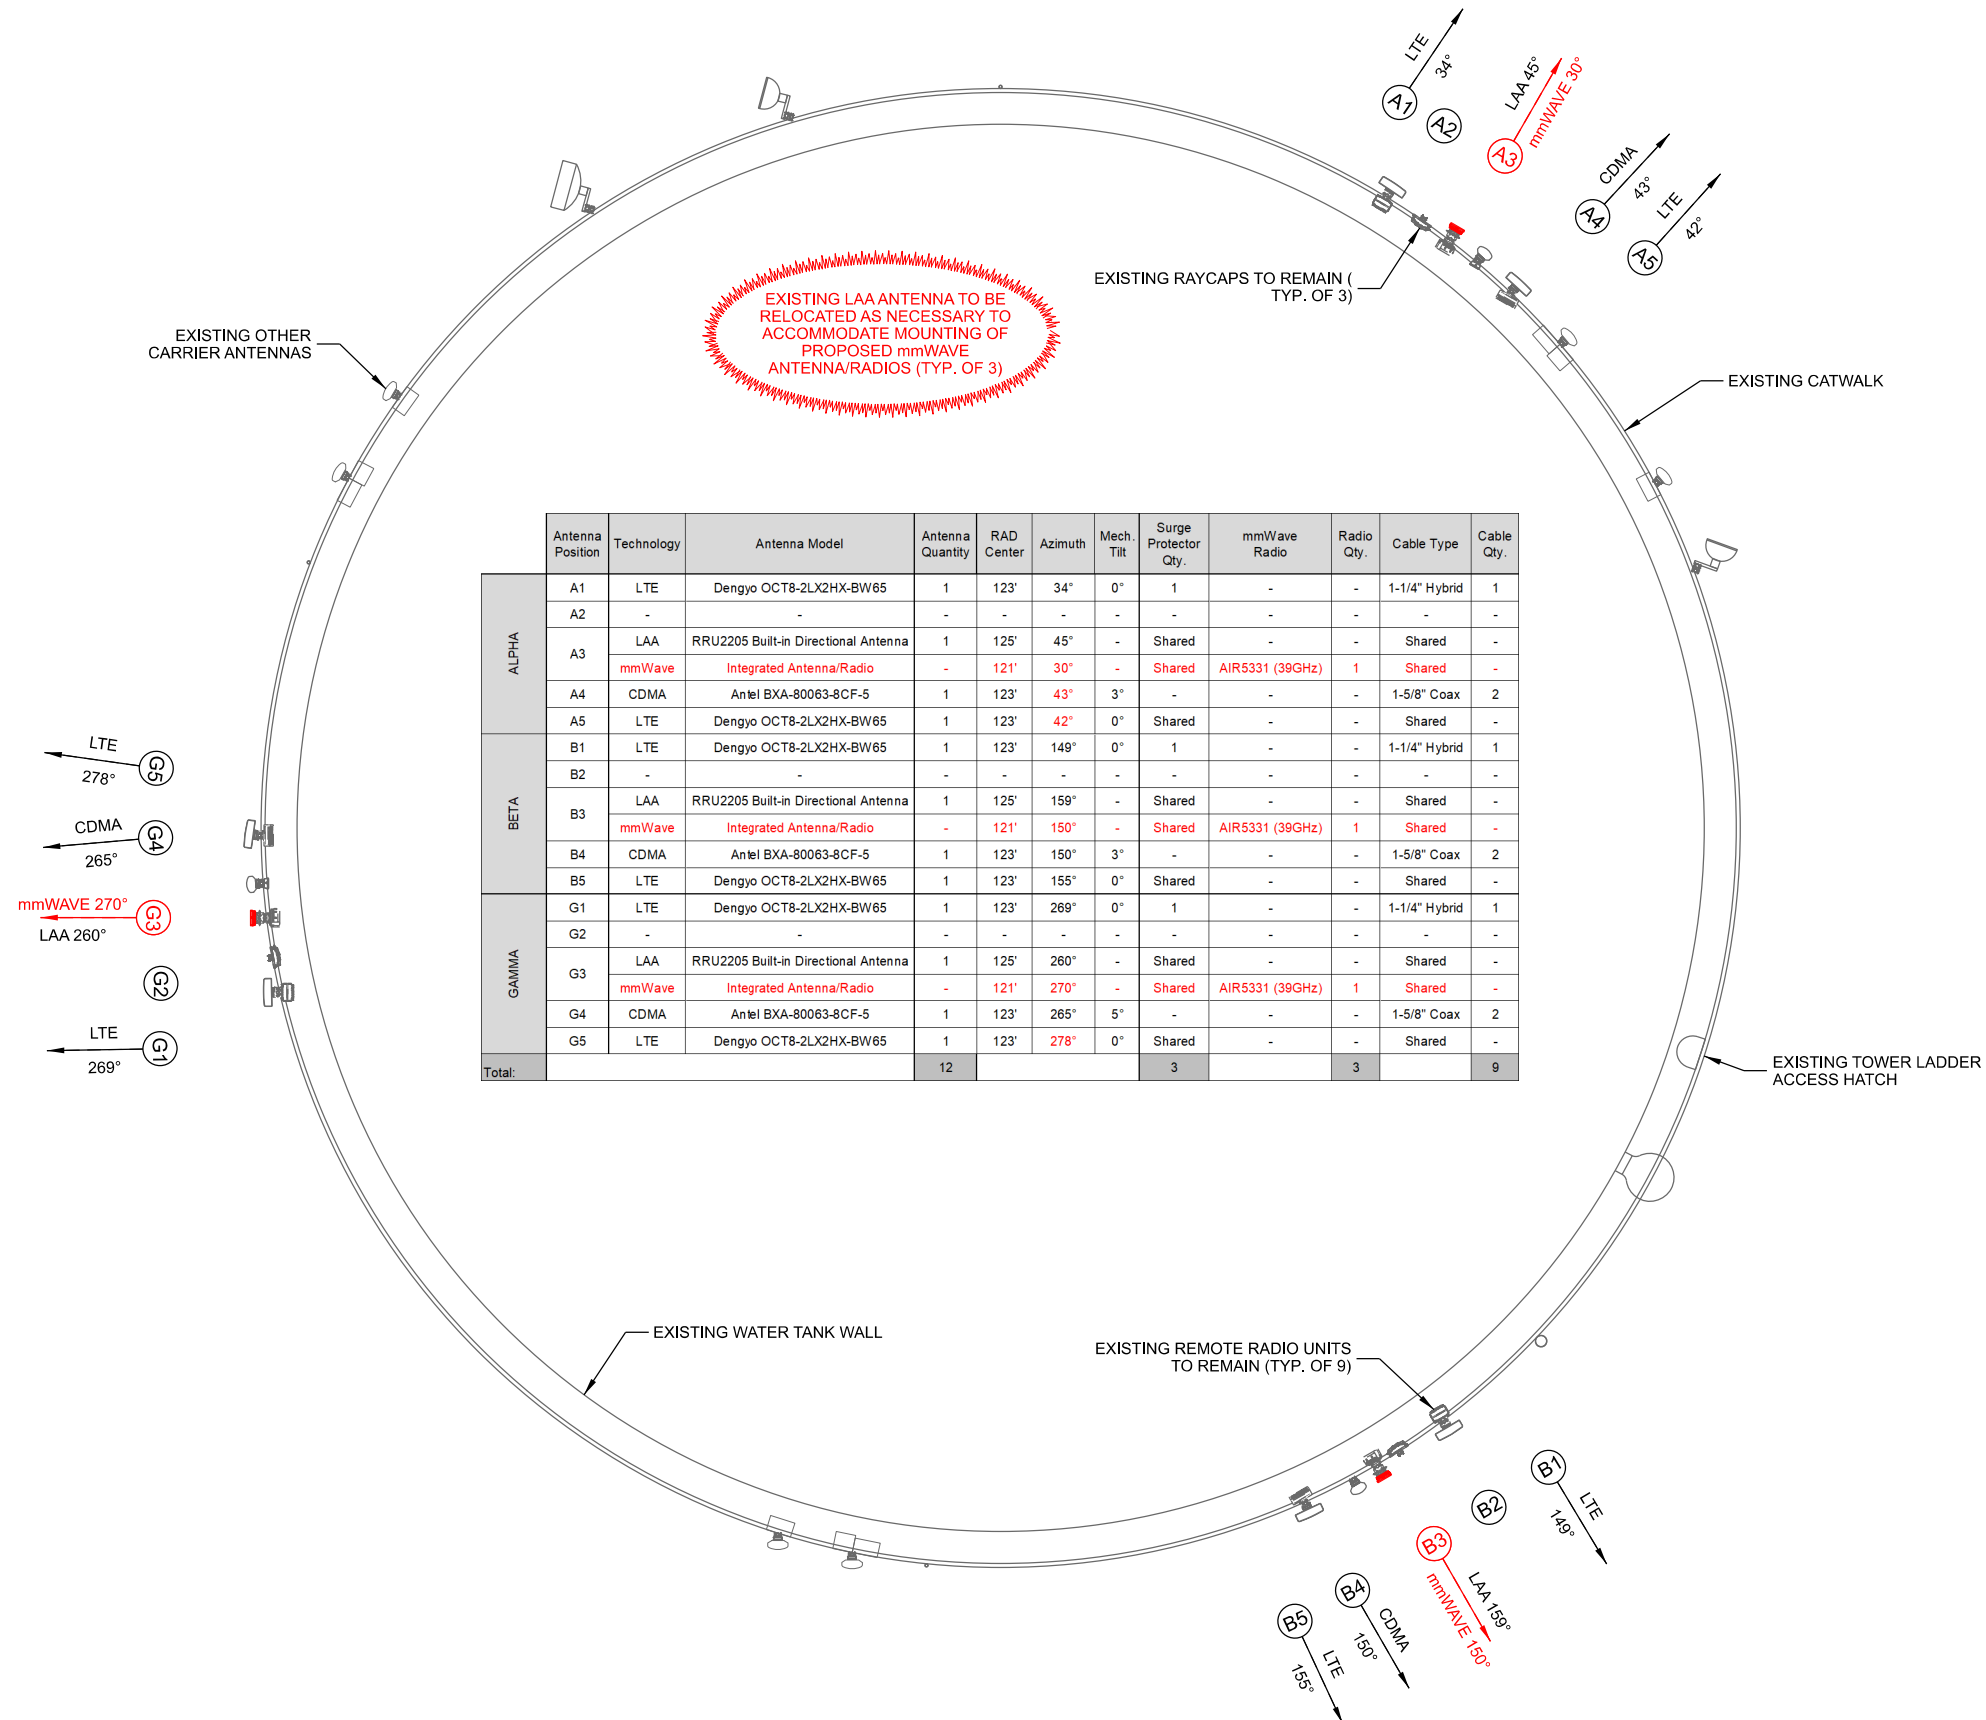 LTE
34°
A1
A2
LAA 45°
mmWAVE 30°
A3
CDMA
43°
A4
LTE
42°
A5
EXISTING RAYCAPS TO REMAIN (
TYP. OF 3)
EXISTING LAA ANTENNA TO BE
RELOCATED AS NECESSARY TO
ACCOMMODATE MOUNTING OF
PROPOSED mmWAVE
ANTENNA/RADIOS (TYP. OF 3)
EXISTING OTHER
CARRIER ANTENNAS
EXISTING CATWALK
Antenna Position Technology Antenna Model Antenna Quantity RAD Center Azimuth Mech. Tilt Surge Protector Qty. mmWave Radio Radio Qty. Cable Type Cable Qty.
ALPHA
A1 LTE Dengyo OCT8-2LX2HX-BW65 1 123' 34° 0° 1 - - 1-1/4" Hybrid 1
A2 - - - - - - - - - - -
A3 LAA RRU2205 Built-in Directional Antenna 1 125' 45° - Shared - - Shared -
mmWave Integrated Antenna/Radio - 121' 30° - Shared AIR5331 (39GHz) 1 Shared -
A4 CDMA Antel BXA-80063-8CF-5 1 123' 43° 3° - - - 1-5/8" Coax 2
A5 LTE Dengyo OCT8-2LX2HX-BW65 1 123' 42° 0° Shared - - Shared -
BETA
B1 LTE Dengyo OCT8-2LX2HX-BW65 1 123' 149° 0° 1 - - 1-1/4" Hybrid 1
B2 - - - - - - - - - - -
B3 LAA RRU2205 Built-in Directional Antenna 1 125' 159° - Shared - - Shared -
mmWave Integrated Antenna/Radio - 121' 150° - Shared AIR5331 (39GHz) 1 Shared -
B4 CDMA Antel BXA-80063-8CF-5 1 123' 150° 3° - - - 1-5/8" Coax 2
B5 LTE Dengyo OCT8-2LX2HX-BW65 1 123' 155° 0° Shared - - Shared -
GAMMA
G1 LTE Dengyo OCT8-2LX2HX-BW65 1 123' 269° 0° 1 - - 1-1/4" Hybrid 1
G2 - - - - - - - - - - -
G3 LAA RRU2205 Built-in Directional Antenna 1 125' 260° - Shared - - Shared -
mmWave Integrated Antenna/Radio - 121' 270° - Shared AIR5331 (39GHz) 1 Shared -
G4 CDMA Antel BXA-80063-8CF-5 1 123' 265° 5° - - - 1-5/8" Coax 2
G5 LTE Dengyo OCT8-2LX2HX-BW65 1 123' 278° 0° Shared - - Shared -
Total: 12 3 3 9
LTE
278°
G5
CDMA
265°
G4
mmWAVE 270°
LAA 260°
G3
G2
LTE
269°
G1
EXISTING TOWER LADDER
ACCESS HATCH
EXISTING WATER TANK WALL
EXISTING REMOTE RADIO UNITS
TO REMAIN (TYP. OF 9)
B1
LTE
149°
B2
B3
LAA 159°
mmWAVE 150°
B4
CDMA
150°
B5
LTE
155°